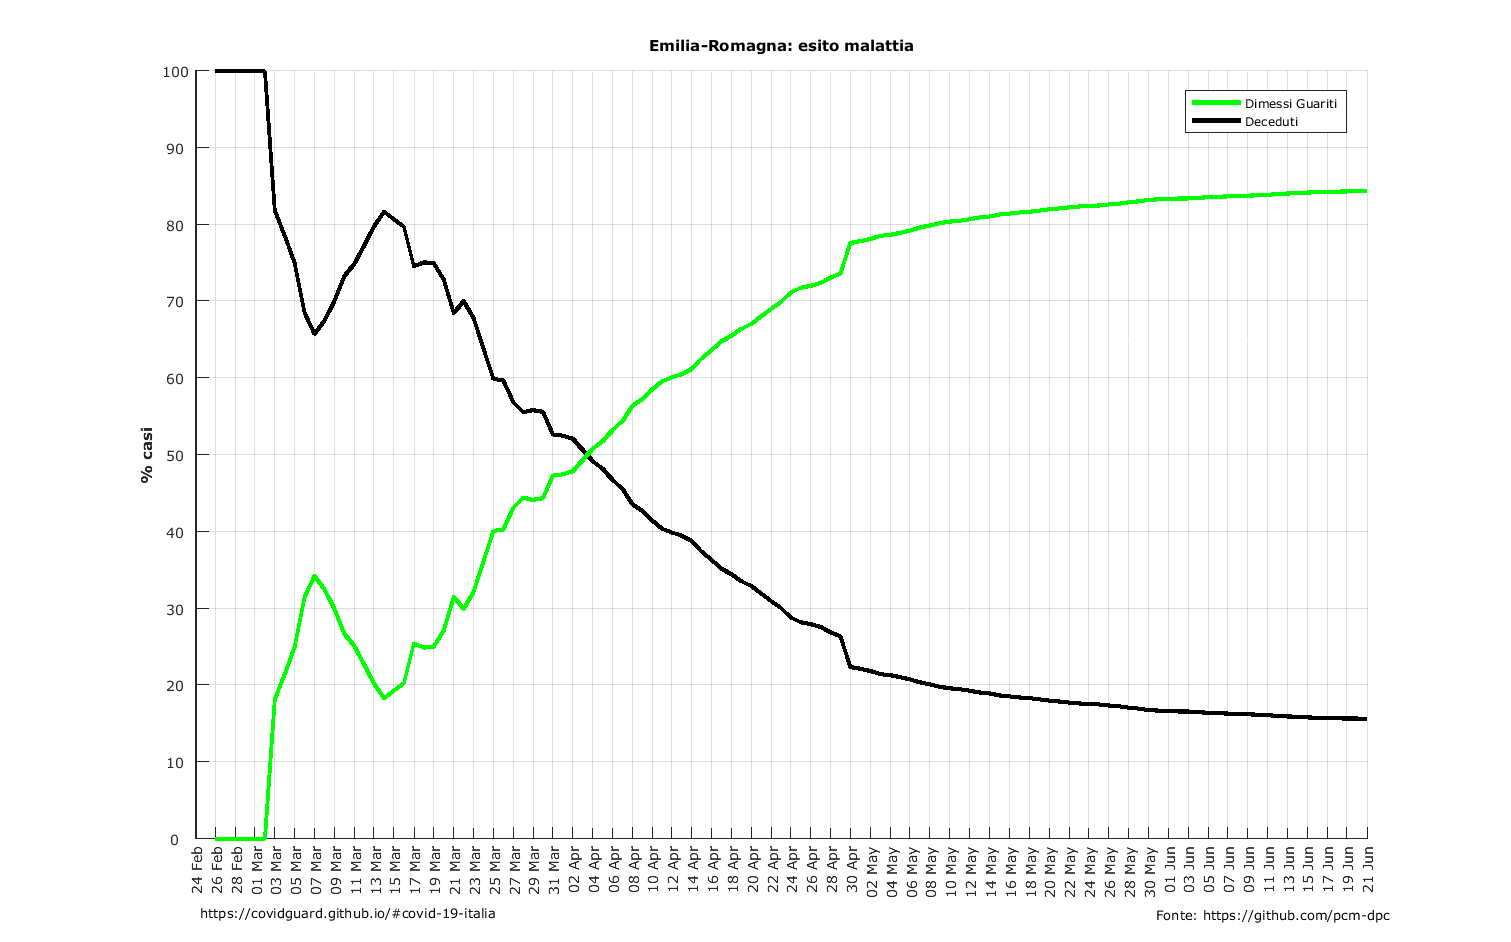 Emilia-Romagna: esito malattia
Dimessi Guariti
Deceduti
% casi
100
90
80
70
60
50
40
30
20
10
0
24 Feb
26 Feb
28 Feb
01 Mar
03 Mar
05 Mar
07 Mar
09 Mar
11 Mar
13 Mar
15 Mar
17 Mar
19 Mar
21 Mar
23 Mar
25 Mar
27 Mar
29 Mar
31 Mar
02 Apr
04 Apr
06 Apr
08 Apr
10 Apr
12 Apr
14 Apr
16 Apr
18 Apr
20 Apr
22 Apr
24 Apr
26 Apr
28 Apr
30 Apr
02 May
04 May
06 May
08 May
10 May
12 May
14 May
16 May
18 May
20 May
22 May
24 May
26 May
28 May
30 May
01 Jun
03 Jun
05 Jun
07 Jun
09 Jun
11 Jun
13 Jun
15 Jun
17 Jun
19 Jun
21 Jun
https://covidguard.github.io/#covid-19-italia
Fonte: https://github.com/pcm-dpc